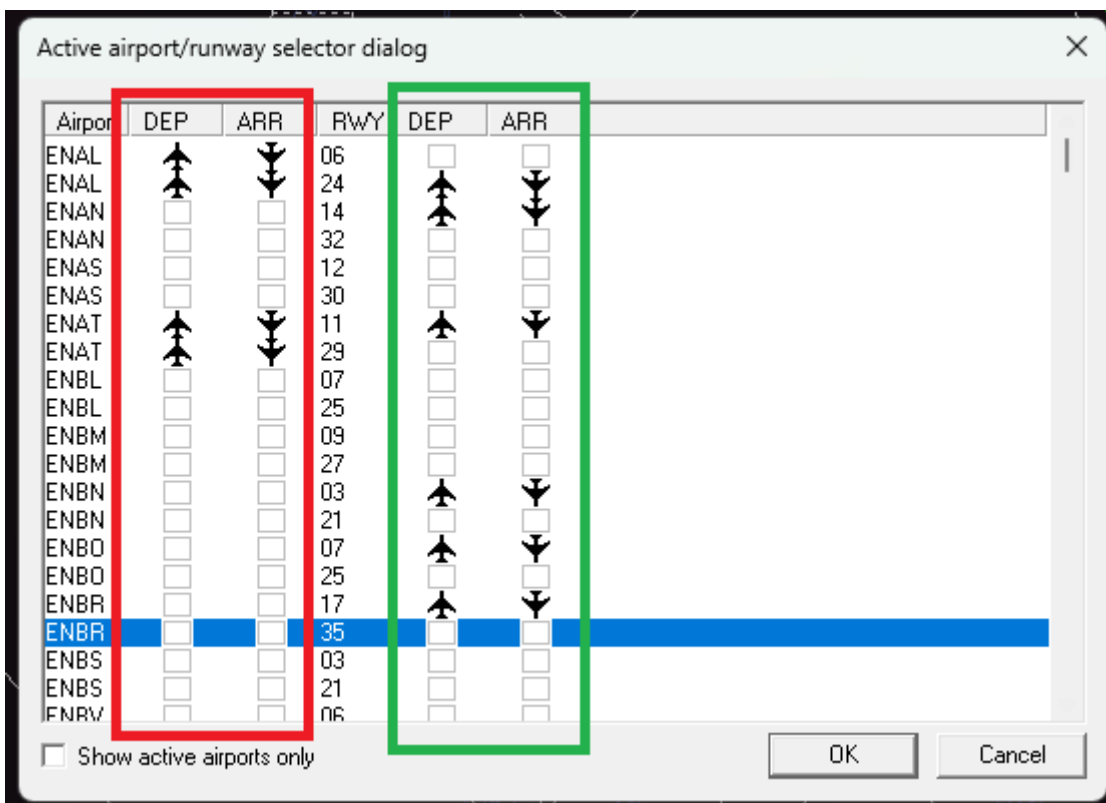 Active airport/runway selector dialog
Airpor DEP ARR RWY DEP ARR
ENAL 06
ENAL 24
ENAN 14
ENAN 32
ENAS 12
ENAS 30
ENAT 11
ENAT 29
ENBL 07
ENBL 25
ENBM 09
ENBM 27
ENBN 03
ENBN 21
ENBO 07
ENBO 25
ENBR 17
ENBR 35
ENBS 03
ENBS 21
ENBV 06
Show active airports only OK Cancel